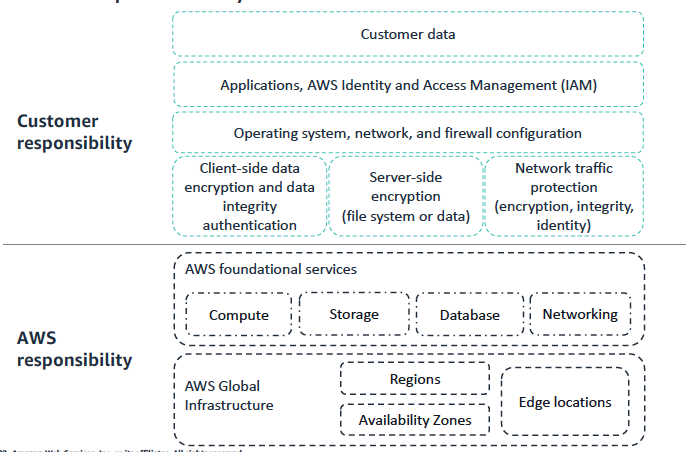 Customer data
Applications, AWS Identity and Access Management (IAM)
Customer
responsibility
Operating system, network, and firewall configuration
Client-side data
encryption and data
integrity
authentication
Server-side
encryption
(file system or data)
Network traffic
protection
(encryption, integrity,
identity)
AWS foundational services
Compute
Storage
Database
Networking
AWS
responsibility
AWS Global
Infrastructure
Regions
Availability Zones
Edge locations